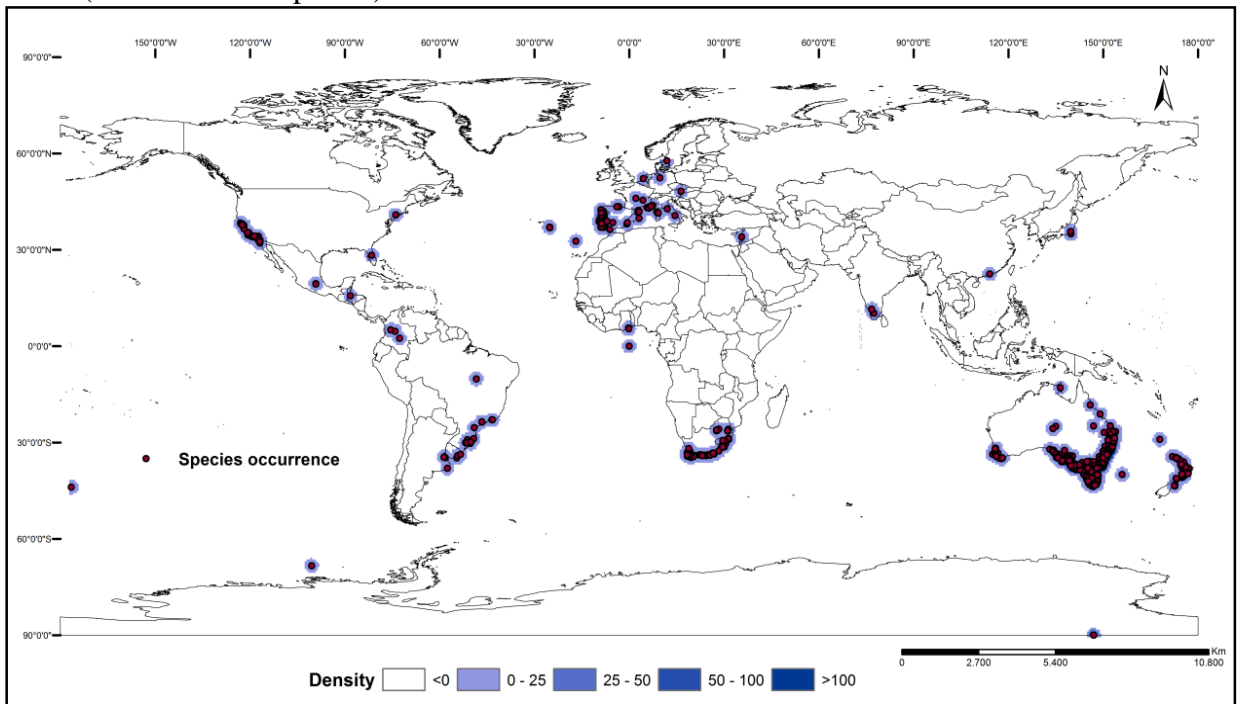 150°0'0"W 120°0'0"W 90°0'0"W 60°0'0"W 30°0'0"W 0°0'0" 30°0'0"E 60°0'0"E 90°0'0"E 120°0'0"E 150°0'0"E 180°0'0"
90°0'0"
N
60°0'0"N
30°0'0"N
0°0'0"
30°0'0"S
Species occurrence
60°0'0"S
90°0'0"
Km
0 2.700 5.400 10.800
Density <0 0 - 25 25 - 50 50 - 100 >100